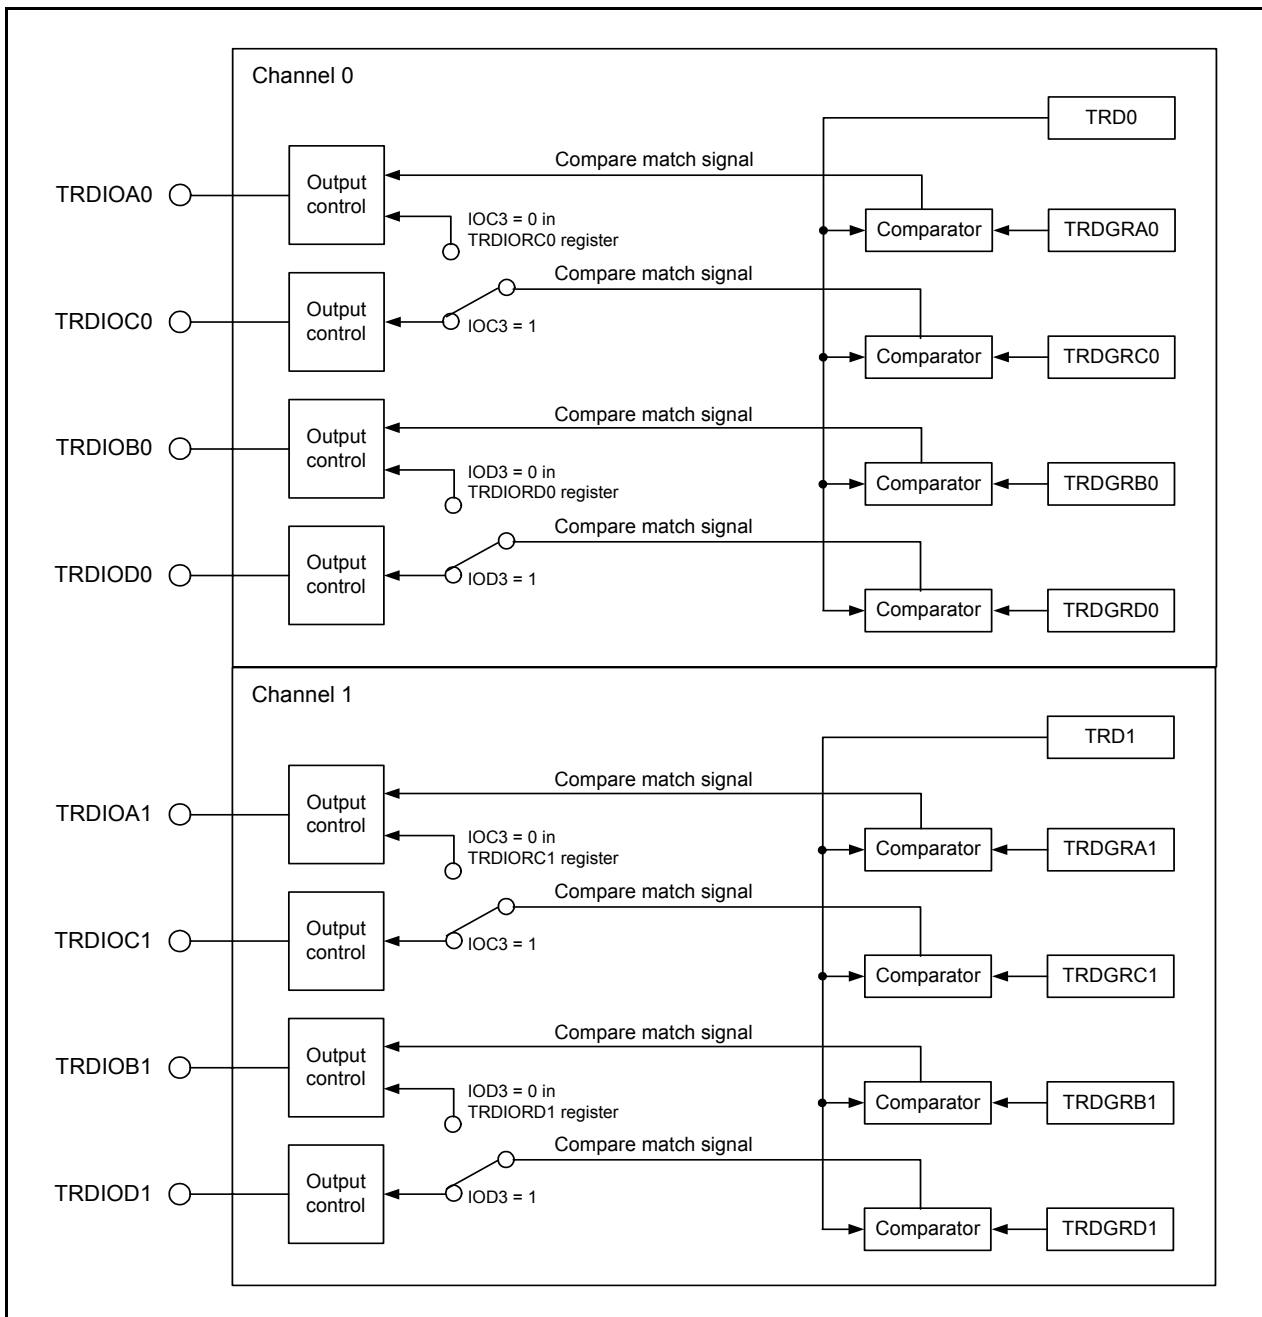 Channel 0
TRD0
Compare match signal
TRDIOA0
Output
control
IOC3 = 0 in
TRDIORC0 register
Comparator
TRDGRA0
Compare match signal
TRDIOC0
Output
control
IOC3 = 1
Comparator
TRDGRC0
Compare match signal
TRDIOB0
Output
control
IOD3 = 0 in
TRDIORD0 register
Comparator
TRDGRB0
Compare match signal
TRDIOD0
Output
control
IOD3 = 1
Comparator
TRDGRD0
Channel 1
TRD1
Compare match signal
TRDIOA1
Output
control
IOC3 = 0 in
TRDIORC1 register
Comparator
TRDGRA1
Compare match signal
TRDIOC1
Output
control
IOC3 = 1
Comparator
TRDGRC1
Compare match signal
TRDIOB1
Output
control
IOD3 = 0 in
TRDIORD1 register
Comparator
TRDGRB1
Compare match signal
TRDIOD1
Output
control
IOD3 = 1
Comparator
TRDGRD1